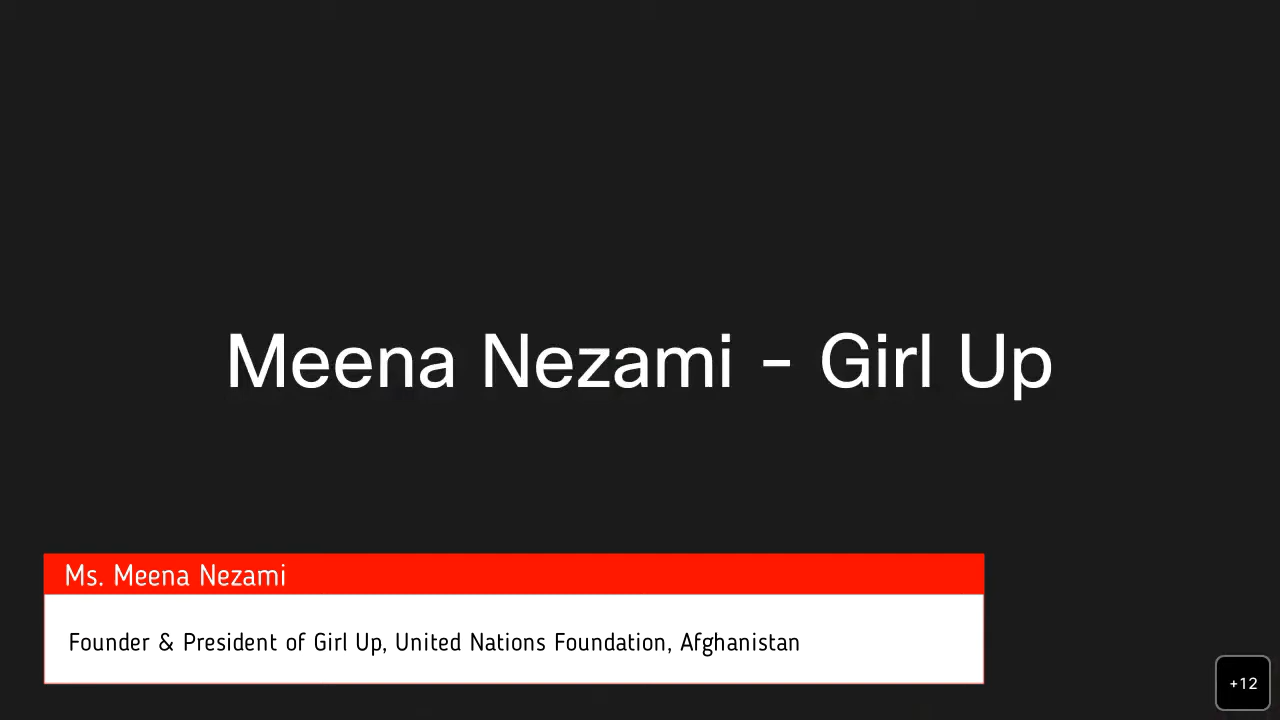 Meena Nezami - Girl Up
Ms. Meena Nezami
Founder & President of Girl Up, United Nations Foundation, Afghanistan
+12